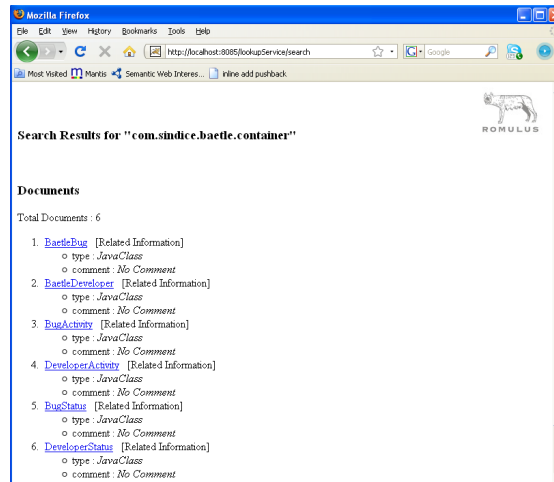 Mozilla Firefox
File Edit View History Bookmarks Tools Help
http://localhost:8085/lookupService/search
Google
Most Visited Mantis Semantic Web Interes... inline add pushback
ROMULUS
Search Results for "com.sindice.baetle.container"
Documents
Total Documents : 6
1. BaetleBug [Related Information]
type : JavaClass
comment : No Comment
2. BaetleDeveloper [Related Information]
type : JavaClass
comment : No Comment
3. BugActivity [Related Information]
type : JavaClass
comment : No Comment
4. DeveloperActivity [Related Information]
type : JavaClass
comment : No Comment
5. BugStatus [Related Information]
type : JavaClass
comment : No Comment
6. DeveloperStatus [Related Information]
type : JavaClass
comment : No Comment